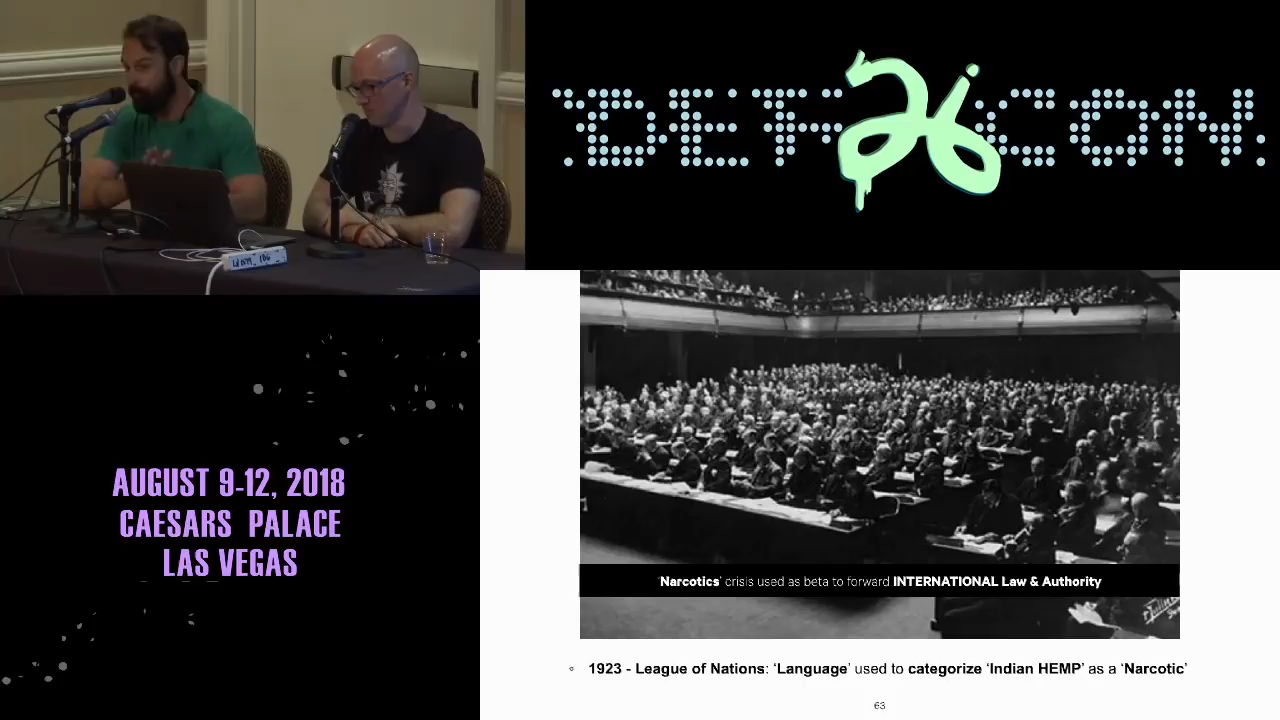 DEF 26 CON
AUGUST 9-12, 2018
CAESARS PALACE
LAS VEGAS
'Narcotics' crisis used as beta to forward INTERNATIONAL Law & Authority
◦ 1923 - League of Nations: 'Language' used to categorize 'Indian HEMP' as a 'Narcotic'
63